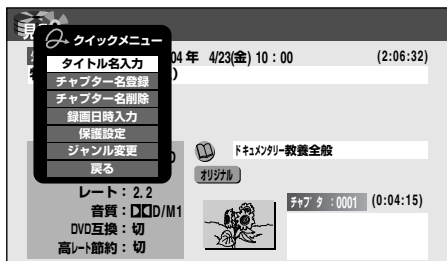 見
クイックメニュー
タイトル名入力
チャプター名登録
チャプター名削除
録画日時入力
保護設定
ジャンル変更
戻る
04年 4/23(金) 10:00 (2:06:32)
)
ドキュメンタリー教養全般
オリジナル
レート:2.2
音質:DD D/M1
DVD互換:切
高レート節約:切
チャプタ:0001 (0:04:15)